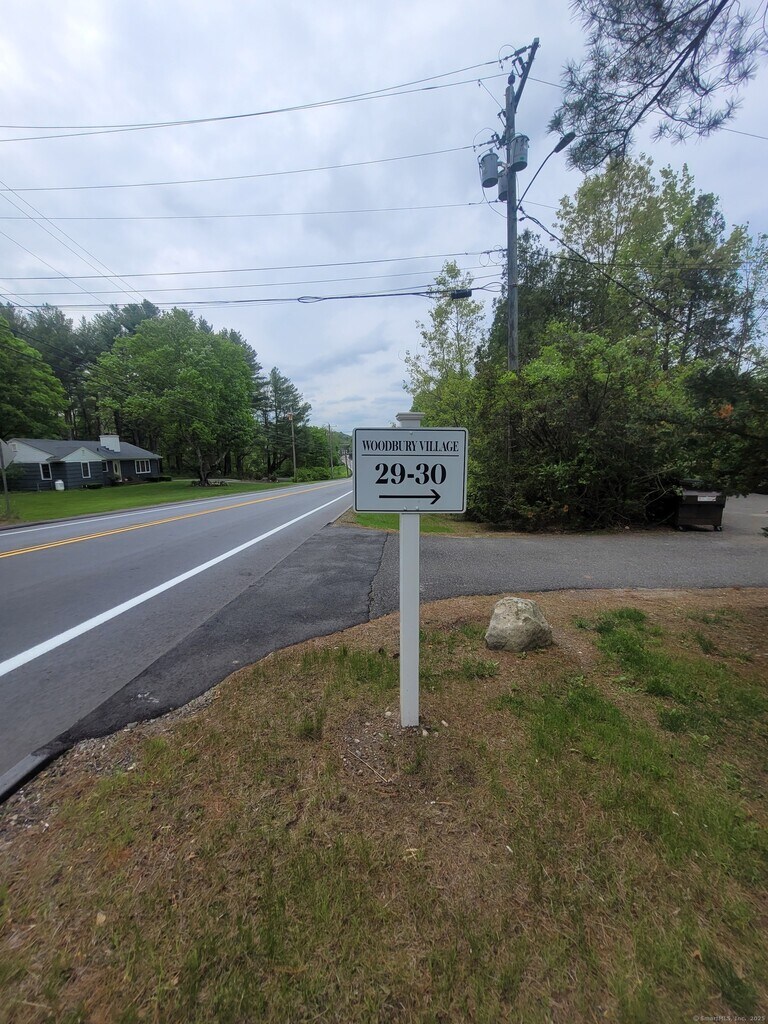 WOODBURY VILLAGE
29-30
© SmartMLS, Inc. 2025